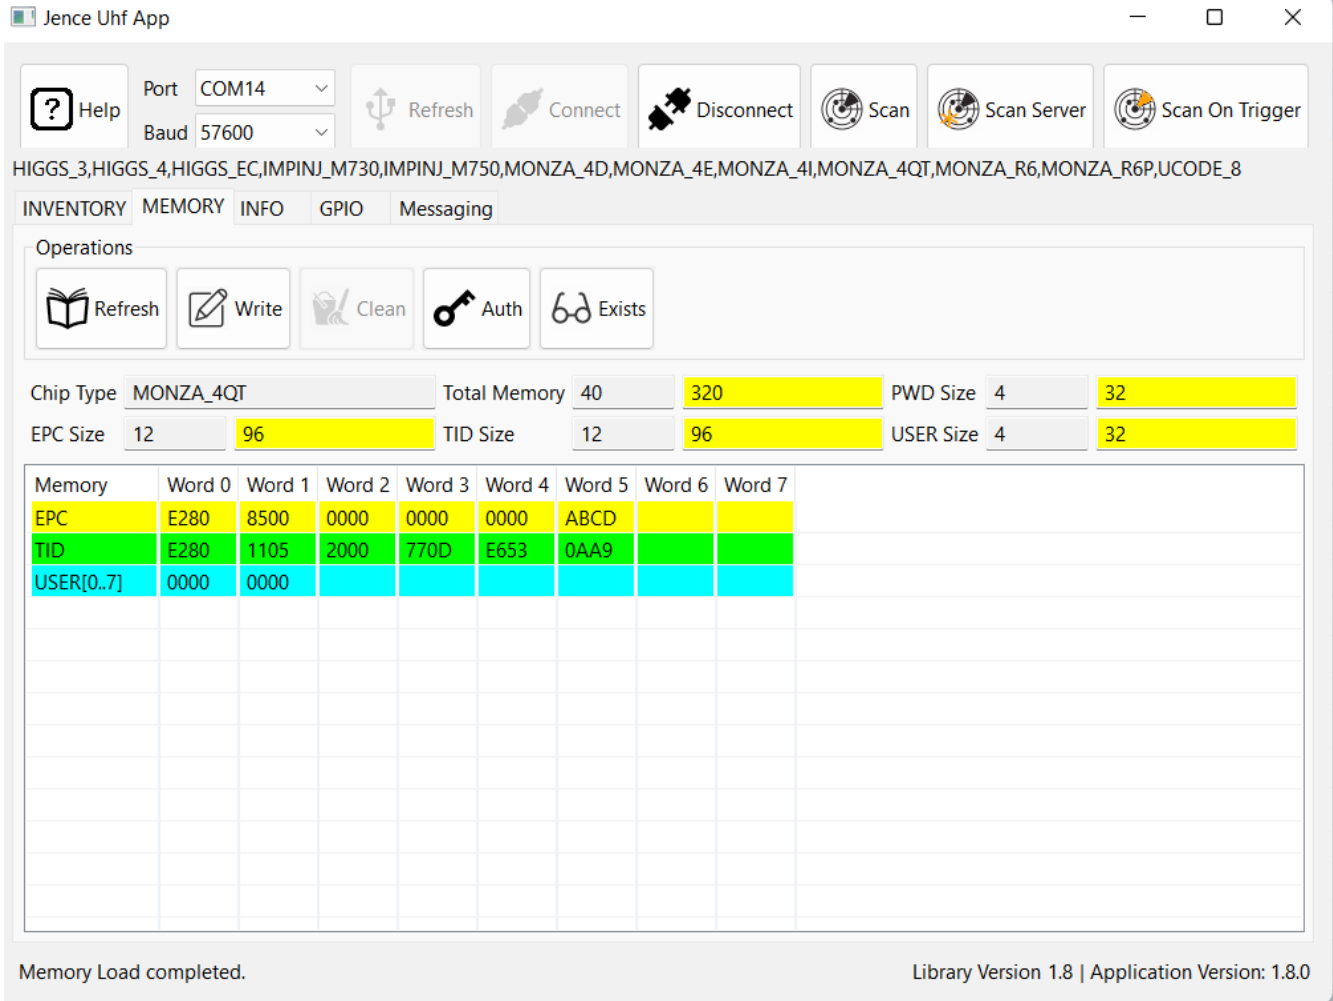 Jence Uhf App
Help
Port COM14
Baud 57600
Refresh
Connect
Disconnect
Scan
Scan Server
Scan On Trigger
HIGGS_3,HIGGS_4,HIGGS_EC,IMPINJ_M730,IMPINJ_M750,MONZA_4D,MONZA_4E,MONZA_4I,MONZA_4QT,MONZA_R6,MONZA_R6P,UCODE_8
INVENTORY MEMORY INFO GPIO Messaging
Operations
Refresh Write Clean Auth Exists
Chip Type MONZA_4QT Total Memory 40 320 PWD Size 4 32
EPC Size 12 96 TID Size 12 96 USER Size 4 32
Memory Word 0 Word 1 Word 2 Word 3 Word 4 Word 5 Word 6 Word 7
EPC E280 8500 0000 0000 0000 ABCD
TID E280 1105 2000 770D E653 0AA9
USER[0..7] 0000 0000
Memory Load completed. Library Version 1.8 | Application Version: 1.8.0